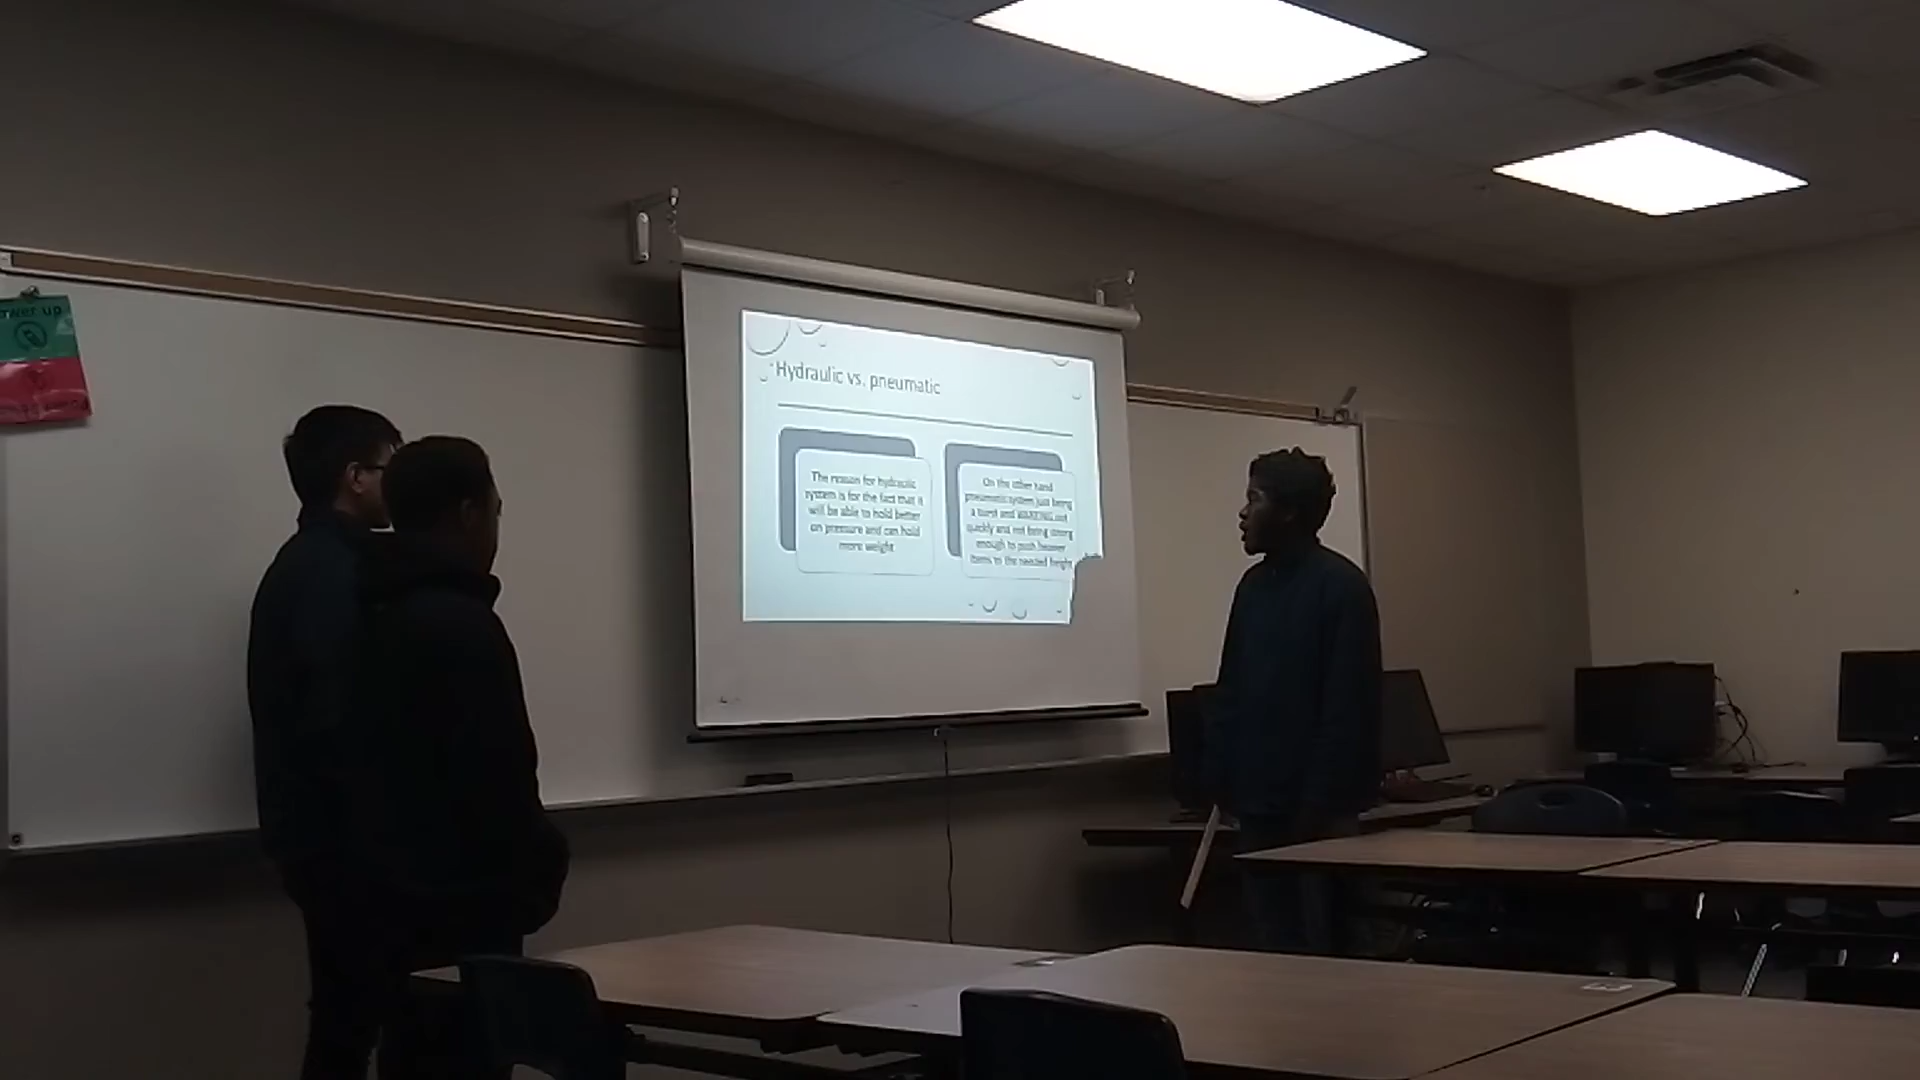 wer up
Hydraulic vs. pneumatic
The reason for hydraulic
system is for the fact that it
will be able to hold better
on pressure and can hold
more weight
On the other hand
pneumatic system just being
a burst and
quickly and not being strong
enough to push heavier
items to the needed height